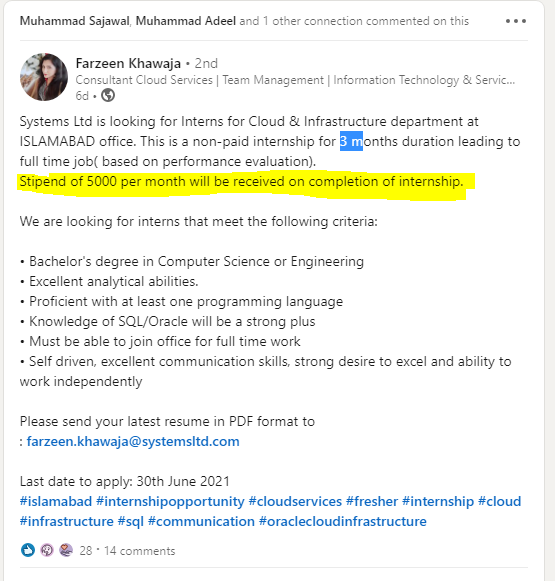 Muhammad Sajawal, Muhammad Adeel and 1 other connection commented on this
Farzeen Khawaja • 2nd
Consultant Cloud Services | Team Management | Information Technology & Servic...
6d •
Systems Ltd is looking for Interns for Cloud & Infrastructure department at
ISLAMABAD office. This is a non-paid internship for 3 months duration leading to
full time job( based on performance evaluation).
Stipend of 5000 per month will be received on completion of internship.
We are looking for interns that meet the following criteria:
• Bachelor's degree in Computer Science or Engineering
• Excellent analytical abilities.
• Proficient with at least one programming language
• Knowledge of SQL/Oracle will be a strong plus
• Must be able to join office for full time work
• Self driven, excellent communication skills, strong desire to excel and ability to
work independently
Please send your latest resume in PDF format to
: farzeen.khawaja@systemsltd.com
Last date to apply: 30th June 2021
#islamabad #internshipopportunity #cloudservices #fresher #internship #cloud
#infrastructure #sql #communication #oraclecloudinfrastructure
28 • 14 comments